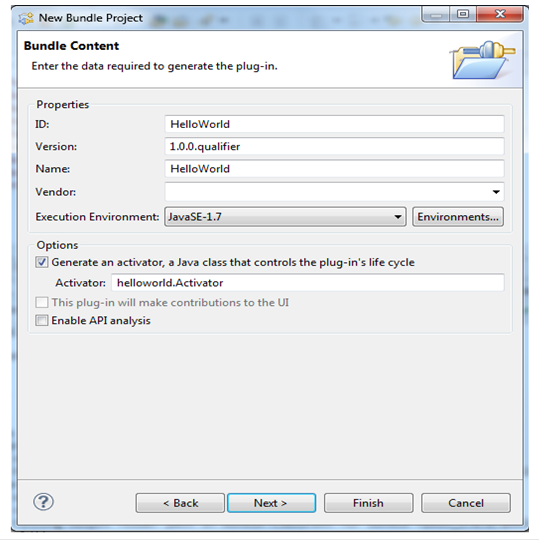 New Bundle Project
Bundle Content
Enter the data required to generate the plug-in.
Properties
ID: HelloWorld
Version: 1.0.0.qualifier
Name: HelloWorld
Vendor:
Execution Environment: JavaSE-1.7 Environments...
Options
Generate an activator, a Java class that controls the plug-in's life cycle
Activator: helloworld.Activator
This plug-in will make contributions to the UI
Enable API analysis
? < Back Next > Finish Cancel